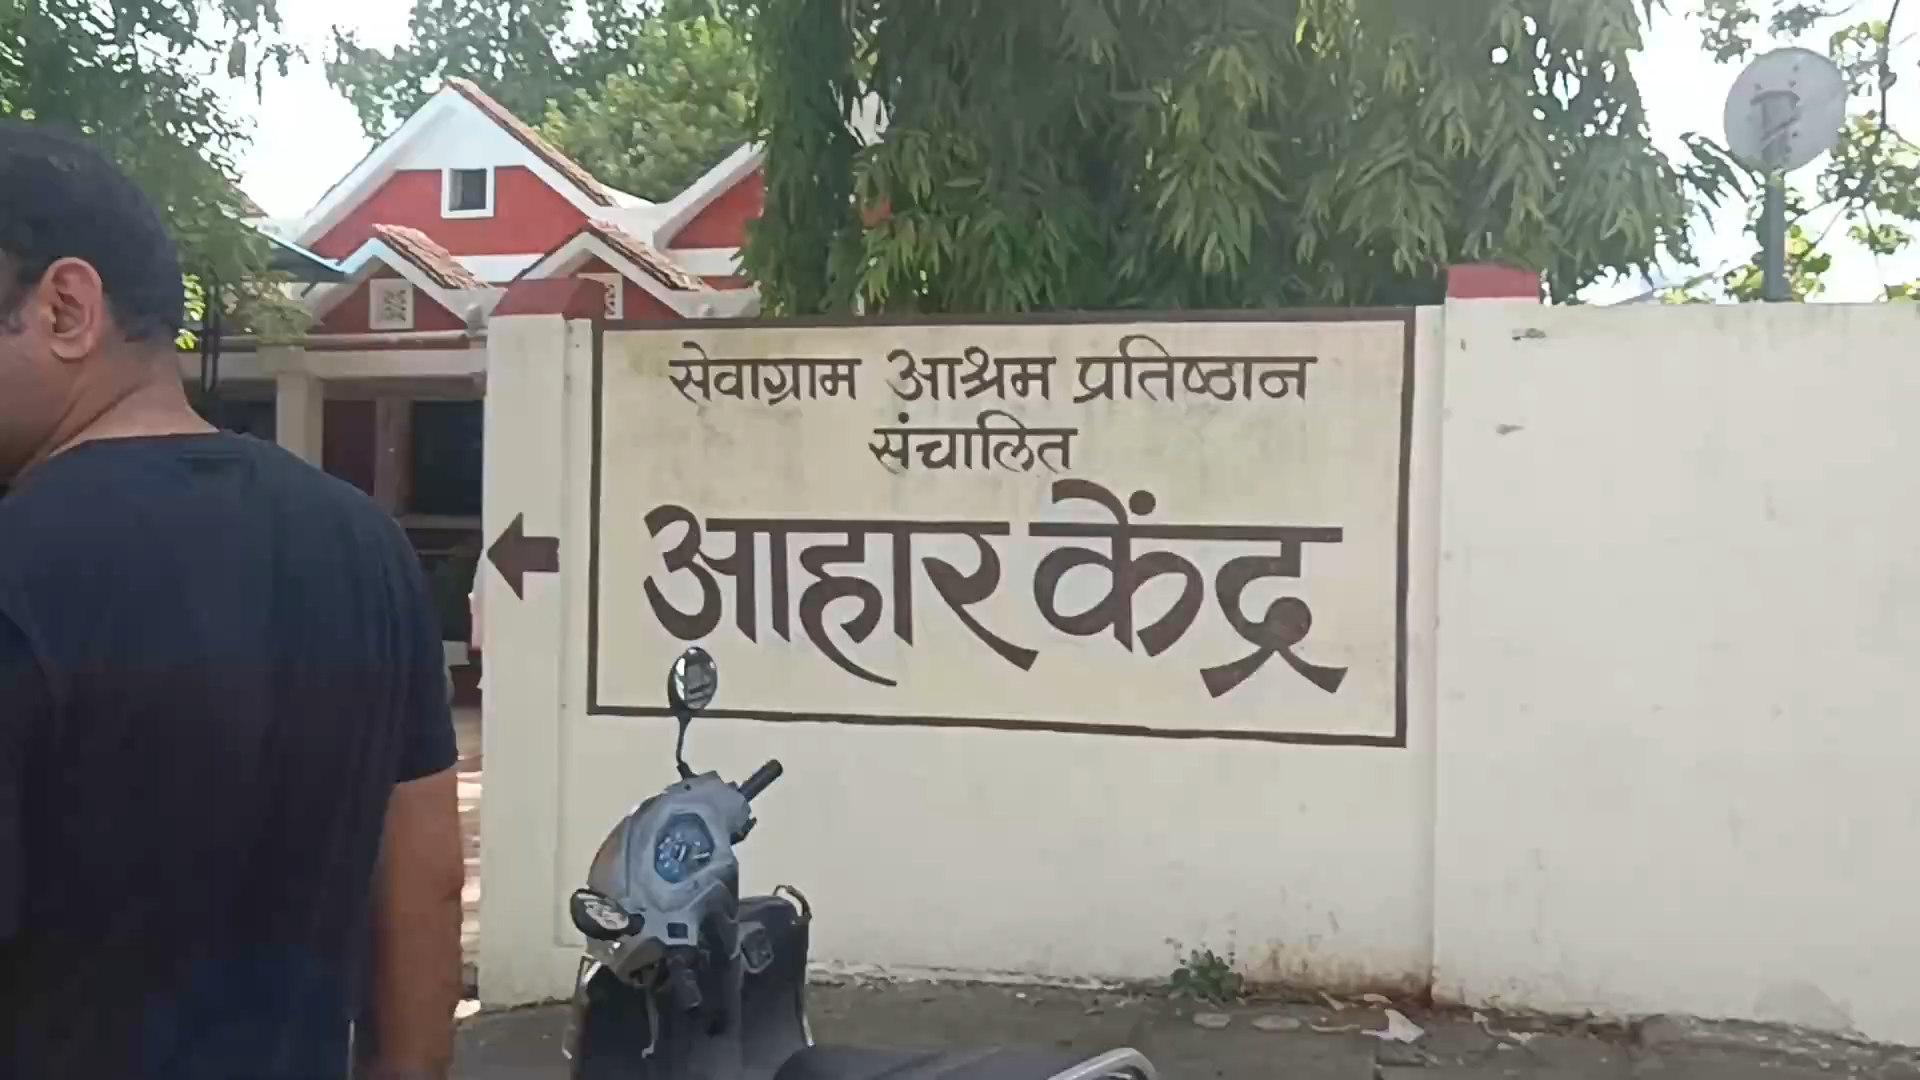 सेवाग्राम आश्रम प्रतिष्ठान
संचालित
आहार केंद्र